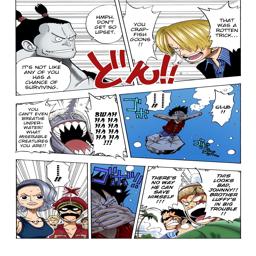 THAT
WAS A
ROTTEN
TRICK...
YOU
CRAP-
FISH
GOONS
HMPH.
DON'T
GET SO
UPSET.
IT'S NOT LIKE
ANY OF YOU
HAS A
CHANCE OF
SURVIVING.
どん!!
GLUB
!!
BWAH
HA HA
HA HA
HA HA
HA!!
YOU
CAN'T EVEN
BREATHE
UNDER-
WATER!
WHAT
MISERABLE
CREATURES
YOU ARE!
THIS
LOOKS
BAD,
JOHNNY!!
BROTHER
LUFFY'S IN
BIG
TROUBLE
!!
THERE'S
NO WAY HE
CAN SAVE
HIMSELF
!!!